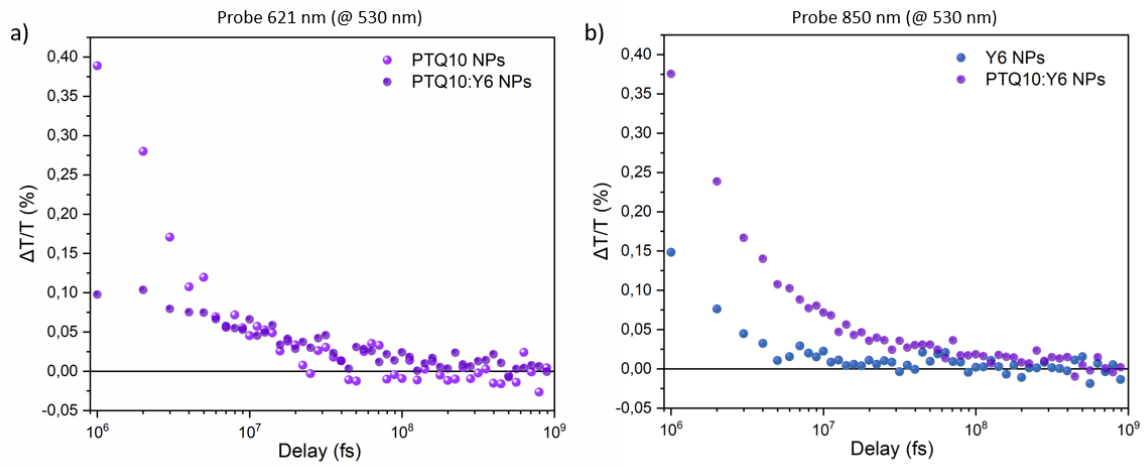 Probe 621 nm (@ 530 nm)
a)
PTQ10 NPs
PTQ10:Y6 NPs
0,40
0,35
0,30
0,25
0,20
0,15
0,10
0,05
0,00
-0,05
ΔT/T (%)
10⁶
10⁷
10⁸
10⁹
Delay (fs)
Probe 850 nm (@ 530 nm)
b)
Y6 NPs
PTQ10:Y6 NPs
0,40
0,35
0,30
0,25
0,20
0,15
0,10
0,05
0,00
-0,05
ΔT/T (%)
10⁶
10⁷
10⁸
10⁹
Delay (fs)